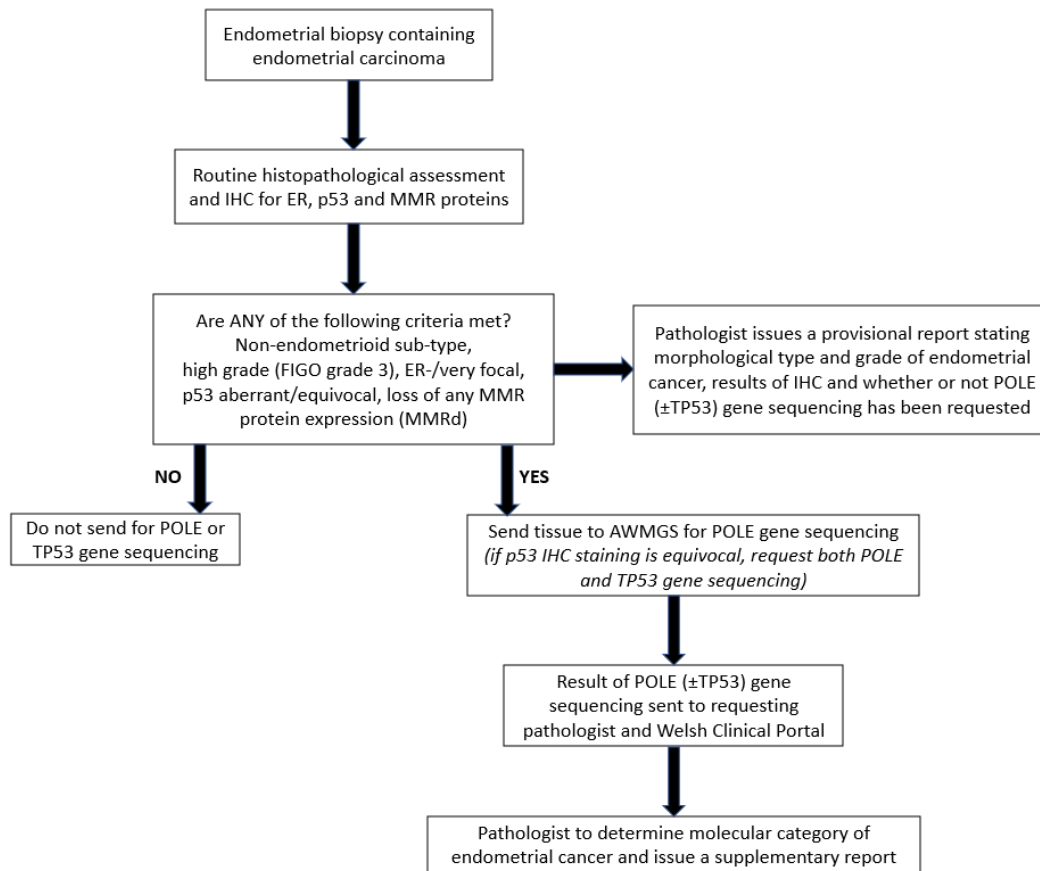 Endometrial biopsy containing
endometrial carcinoma
Routine histopathological assessment
and IHC for ER, p53 and MMR proteins
Are ANY of the following criteria met?
Non-endometrioid sub-type,
high grade (FIGO grade 3), ER-/very focal,
p53 aberrant/equivocal, loss of any MMR
protein expression (MMRd)
Pathologist issues a provisional report stating
morphological type and grade of endometrial
cancer, results of IHC and whether or not POLE
(±TP53) gene sequencing has been requested
NO
YES
Do not send for POLE or
TP53 gene sequencing
Send tissue to AWMGS for POLE gene sequencing
(if p53 IHC staining is equivocal, request both POLE
and TP53 gene sequencing)
Result of POLE (±TP53) gene
sequencing sent to requesting
pathologist and Welsh Clinical Portal
Pathologist to determine molecular category of
endometrial cancer and issue a supplementary report